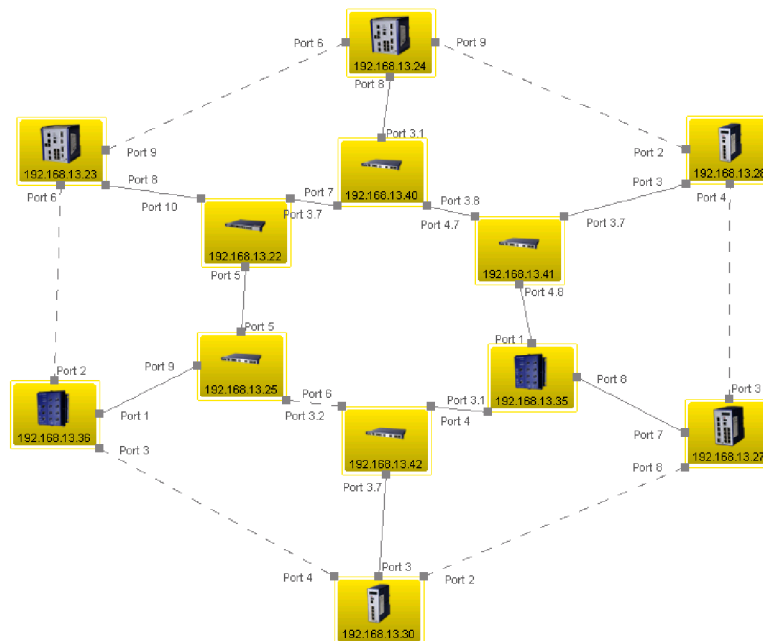 Port 6
Port 9
192.168.13.24
Port 8
Port 3.1
Port 9
Port 2
192.168.13.23
192.168.13.28
Port 6
Port 8
Port 7
Port 3.8
Port 3
Port 4
192.168.13.40
Port 10
Port 3.7
Port 4.7
Port 3.7
192.168.13.22
192.168.13.41
Port 5
Port 4.8
Port 5
Port 1
Port 2
Port 9
192.168.13.25
Port 6
Port 3.1
192.168.13.35
Port 8
Port 3
Port 1
Port 3.2
Port 4
Port 7
192.168.13.36
192.168.13.42
192.168.13.27
Port 3
Port 3.7
Port 8
Port 4
Port 3
Port 2
192.168.13.30